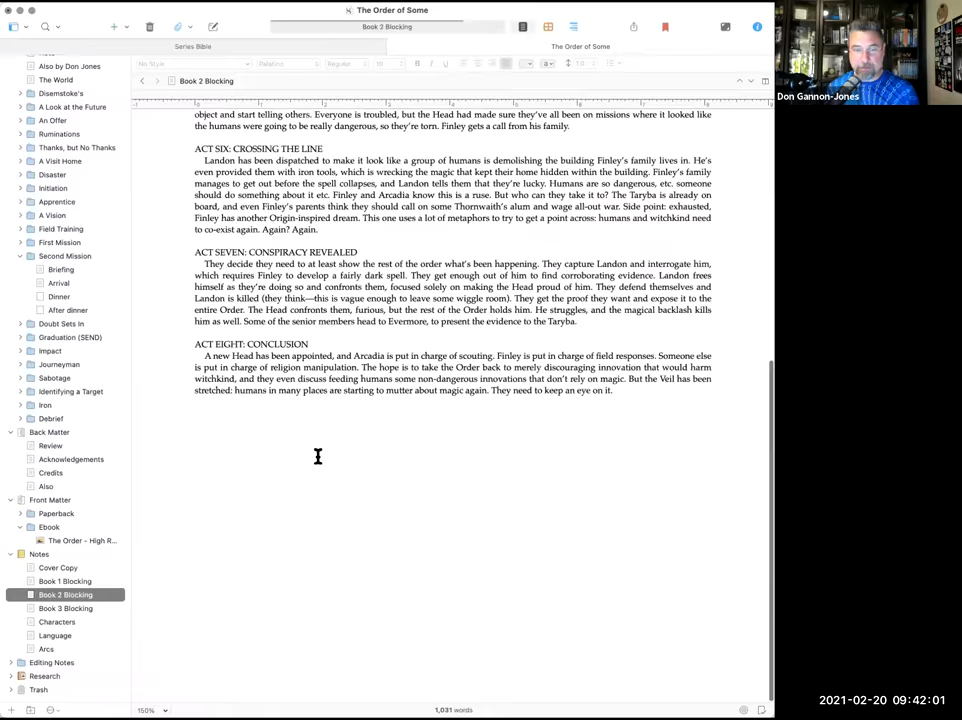 The Order of Some
Book 2 Blocking
Series Bible
The Order of Some
No Style
Palatino
Regular
10
B
I
U
a
1.0
Book 2 Blocking
Also by Don Jones
The World
Disemstoke's
A Look at the Future
An Offer
Ruminations
Thanks, but No Thanks
A Visit Home
Disaster
Initiation
Apprentice
A Vision
Field Training
First Mission
Second Mission
Briefing
Arrival
Dinner
After dinner
Doubt Sets In
Graduation (SEND)
Impact
Journeyman
Sabotage
Identifying a Target
Iron
Debrief
Back Matter
Review
Acknowledgements
Credits
Also
Front Matter
Paperback
Ebook
The Order - High R...
Notes
Cover Copy
Book 1 Blocking
Book 2 Blocking
Book 3 Blocking
Characters
Language
Arcs
Editing Notes
Research
Trash
object and start telling others. Everyone is troubled, but the Head had made sure they've all been on missions where it looked like
the humans were going to be really dangerous, so they're torn. Finley gets a call from his family.
ACT SIX: CROSSING THE LINE
Landon has been dispatched to make it look like a group of humans is demolishing the building Finley's family lives in. He's
even provided them with iron tools, which is wrecking the magic that kept their home hidden within the building. Finley's family
manages to get out before the spell collapses, and Landon tells them that they're lucky. Humans are so dangerous, etc. someone
should do something about it etc. Finley and Arcadia know this is a ruse. But who can they take it to? The Taryba is already on
board, and even Finley's parents think they should call on some Thornwaith's alum and wage all-out war. Side point: exhausted,
Finley has another Origin-inspired dream. This one uses a lot of metaphors to try to get a point across: humans and witchkind need
to co-exist again. Again? Again.
ACT SEVEN: CONSPIRACY REVEALED
They decide they need to at least show the rest of the order what's been happening. They capture Landon and interrogate him,
which requires Finley to develop a fairly dark spell. They get enough out of him to find corroborating evidence. Landon frees
himself as they're doing so and confronts them, focused solely on making the Head proud of him. They defend themselves and
Landon is killed (they think—this is vague enough to leave some wiggle room). They get the proof they want and expose it to the
entire Order. The Head confronts them, furious, but the rest of the Order holds him. He struggles, and the magical backlash kills
him as well. Some of the senior members head to Evermore, to present the evidence to the Taryba.
ACT EIGHT: CONCLUSION
A new Head has been appointed, and Arcadia is put in charge of scouting. Finley is put in charge of field responses. Someone else
is put in charge of religion manipulation. The hope is to take the Order back to merely discouraging innovation that would harm
witchkind, and they even discuss feeding humans some non-dangerous innovations that don't rely on magic. But the Veil has been
stretched: humans in many places are starting to mutter about magic again. They need to keep an eye on it.
150%
1,031 words
Don Gannon-Jones
2021-02-20 09:42:01